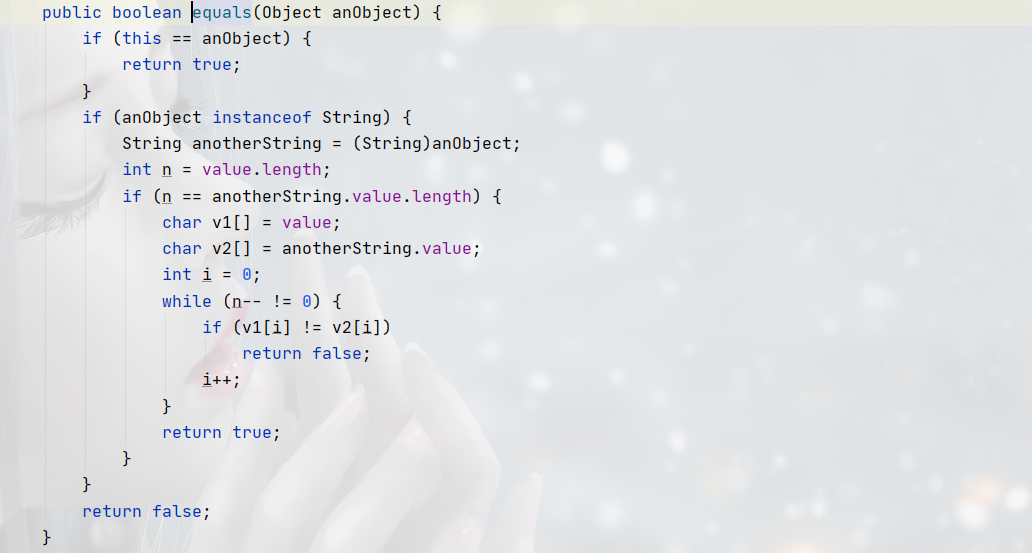 public boolean equals(Object anObject) {
    if (this == anObject) {
        return true;
    }
    if (anObject instanceof String) {
        String anotherString = (String)anObject;
        int n = value.length;
        if (n == anotherString.value.length) {
            char v1[] = value;
            char v2[] = anotherString.value;
            int i = 0;
            while (n-- != 0) {
                if (v1[i] != v2[i])
                    return false;
                i++;
            }
            return true;
        }
    }
    return false;
}